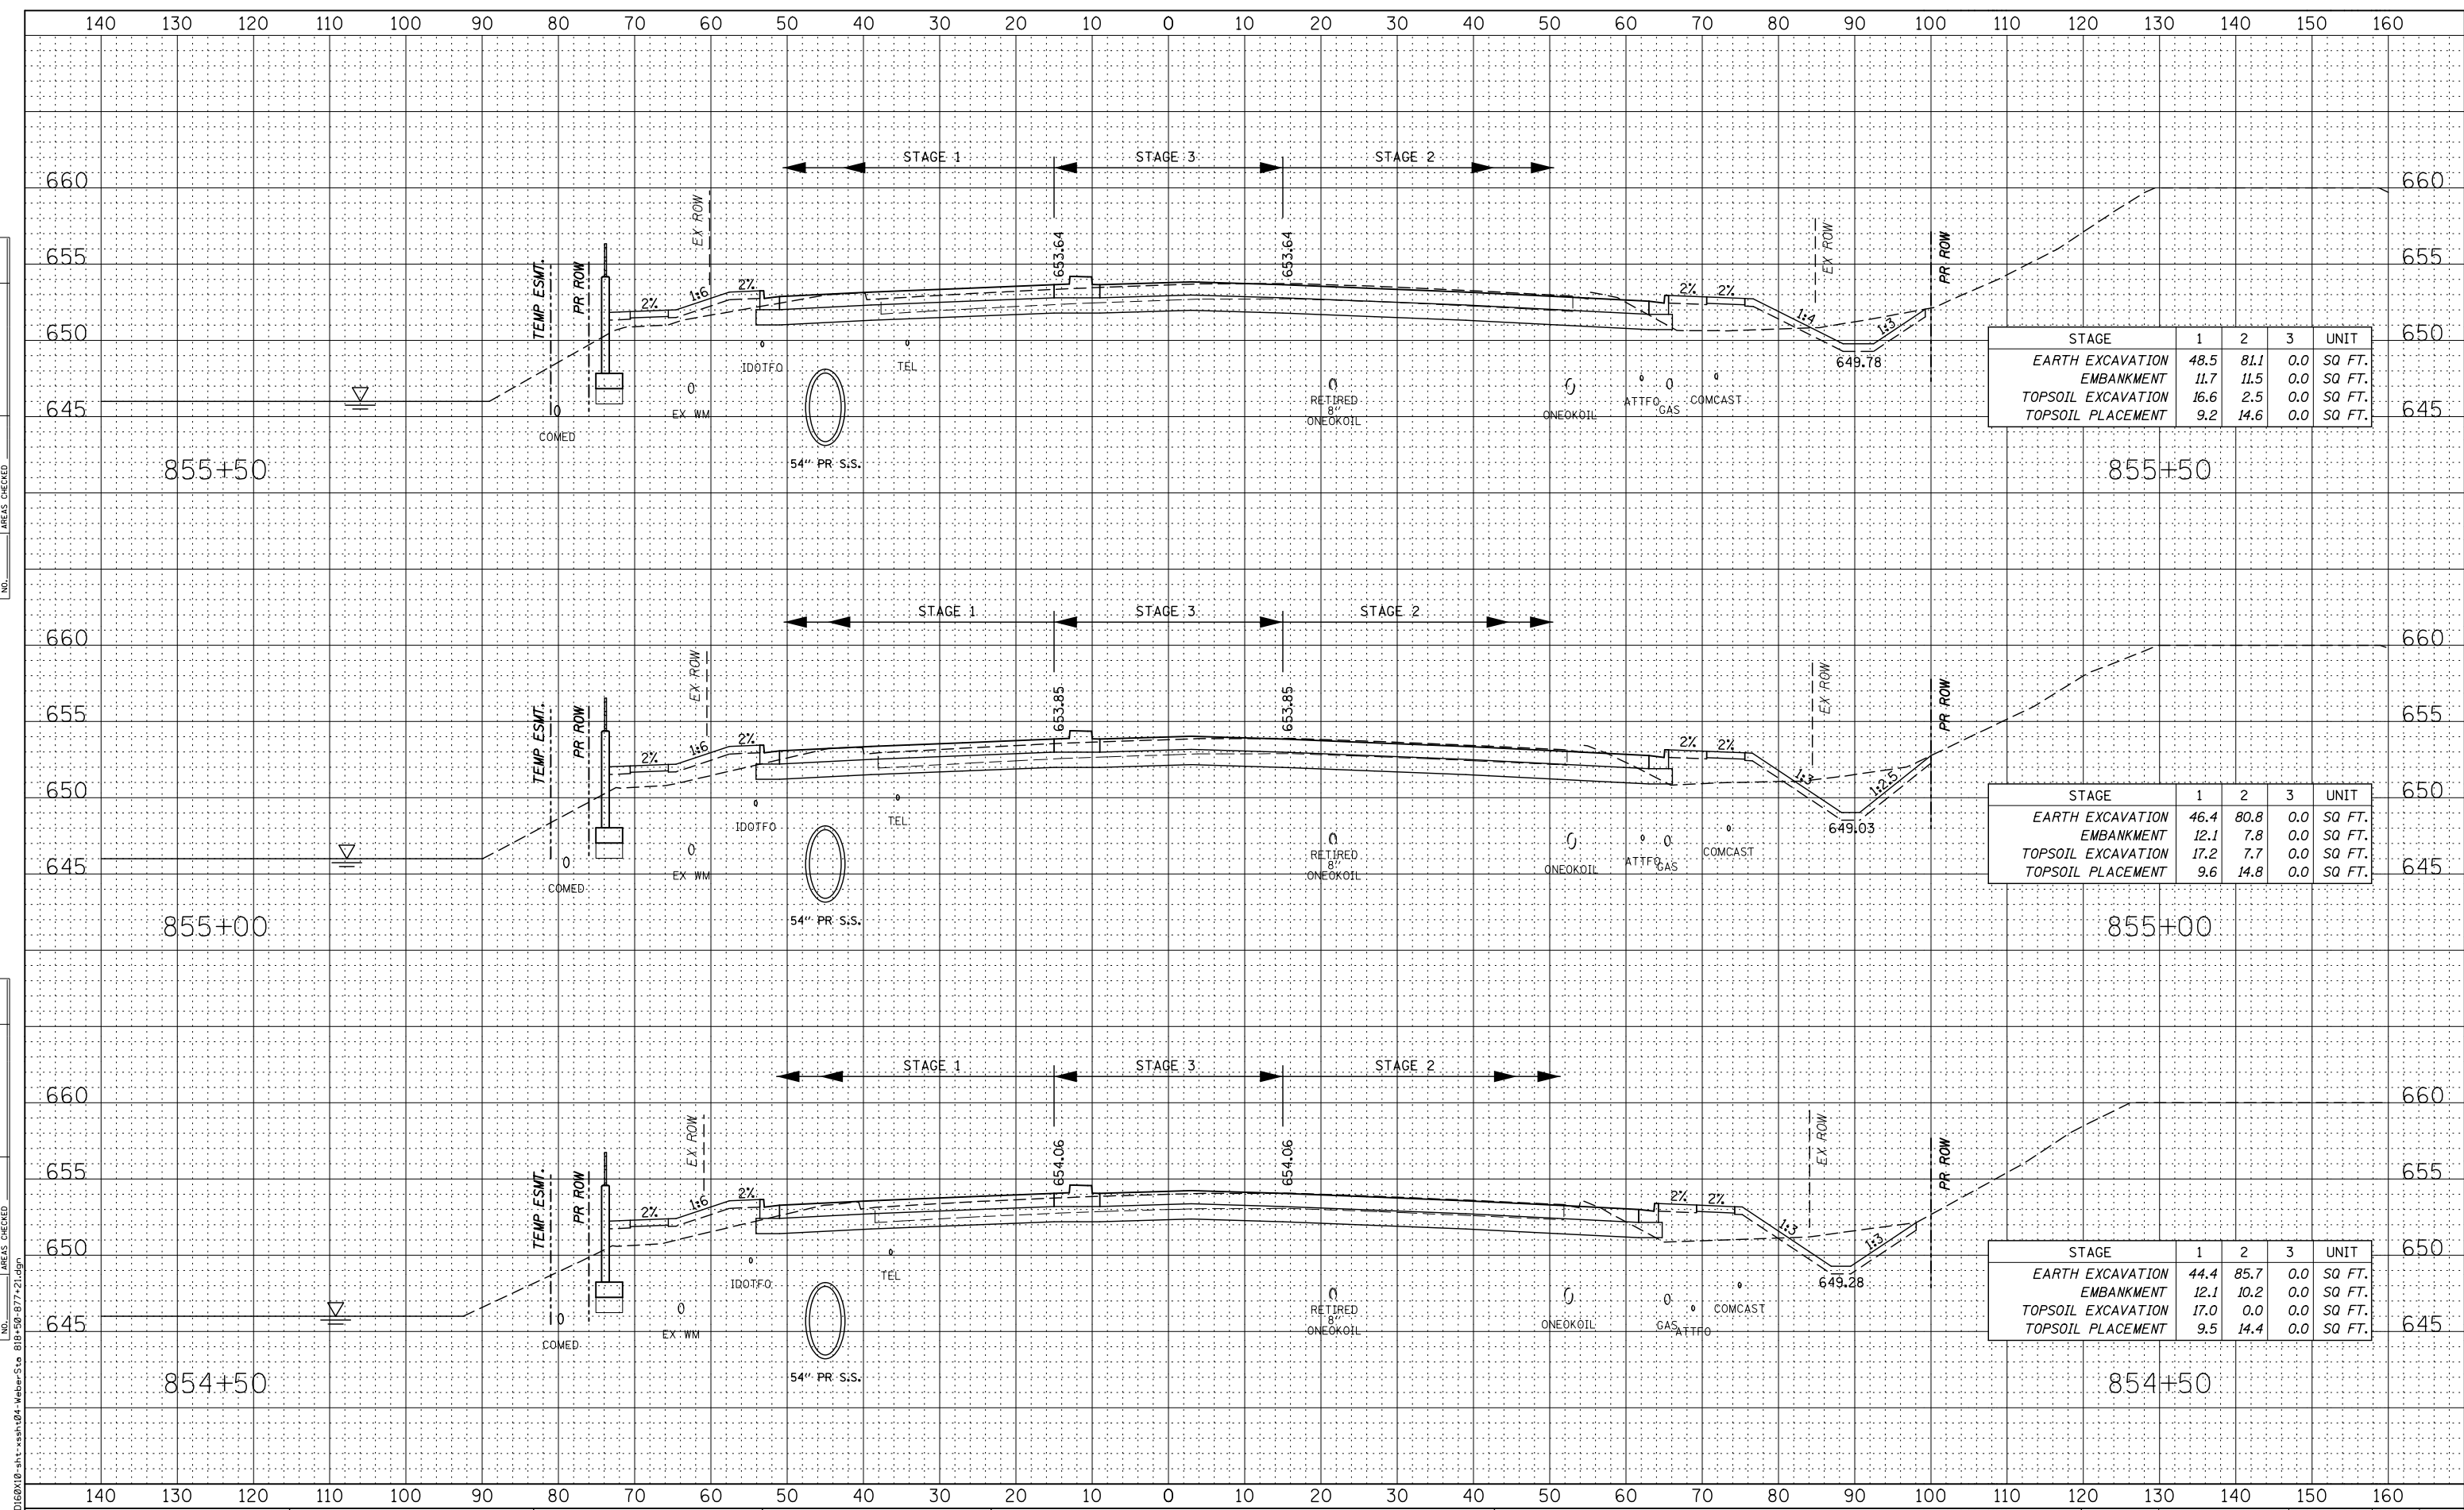 140 130 120 110 100 90 80 70 60 50 40 30 20 10 0 10 20 30 40 50 60 70 80 90 100 110 120 130 140 150 160
STAGE 1 STAGE 3 STAGE 2
660 660
EX ROW EX ROW PR ROW
655 TEMP ESMT. PR ROW 653.64 653.64 655
2% 1:6 2% 2% 2% 1:4 1:3
650 649.78 650
IDOTFO TEL
COMED EX WM RETIRED
8"
ONEOKOIL
ONEOKOIL ATTFO GAS COMCAST
645 645
54" PR S.S.
STAGE 1 2 3 UNIT
EARTH EXCAVATION 48.5 81.1 0.0 SQ FT.
EMBANKMENT 11.7 11.5 0.0 SQ FT.
TOPSOIL EXCAVATION 16.6 2.5 0.0 SQ FT.
TOPSOIL PLACEMENT 9.2 14.6 0.0 SQ FT.
855+50 855+50
STAGE 1 STAGE 3 STAGE 2
660 660
EX ROW EX ROW PR ROW
655 TEMP ESMT. PR ROW 653.85 653.85 655
2% 1:6 2% 2% 2% 1:3 1:2.5
650 649.03 650
IDOTFO TEL
COMED EX WM RETIRED
8"
ONEOKOIL
ONEOKOIL ATTFO GAS COMCAST
645 645
54" PR S.S.
STAGE 1 2 3 UNIT
EARTH EXCAVATION 46.4 80.8 0.0 SQ FT.
EMBANKMENT 12.1 7.8 0.0 SQ FT.
TOPSOIL EXCAVATION 17.2 7.7 0.0 SQ FT.
TOPSOIL PLACEMENT 9.6 14.8 0.0 SQ FT.
855+00 855+00
STAGE 1 STAGE 3 STAGE 2
660 660
EX ROW EX ROW PR ROW
655 TEMP ESMT. PR ROW 654.06 654.06 655
2% 1:6 2% 2% 2% 1:3 1:3
650 649.28 650
IDOTFO TEL
COMED EX WM RETIRED
8"
ONEOKOIL
ONEOKOIL GAS ATTFO COMCAST
645 645
54" PR S.S.
STAGE 1 2 3 UNIT
EARTH EXCAVATION 44.4 85.7 0.0 SQ FT.
EMBANKMENT 12.1 10.2 0.0 SQ FT.
TOPSOIL EXCAVATION 17.0 0.0 0.0 SQ FT.
TOPSOIL PLACEMENT 9.5 14.4 0.0 SQ FT.
854+50 854+50
140 130 120 110 100 90 80 70 60 50 40 30 20 10 0 10 20 30 40 50 60 70 80 90 100 110 120 130 140 150 160
AREAS CHECKED
NO.
AREAS CHECKED
NO.
D160X10-sht-xssht04-WeberSta 818+50-877+21.dgn